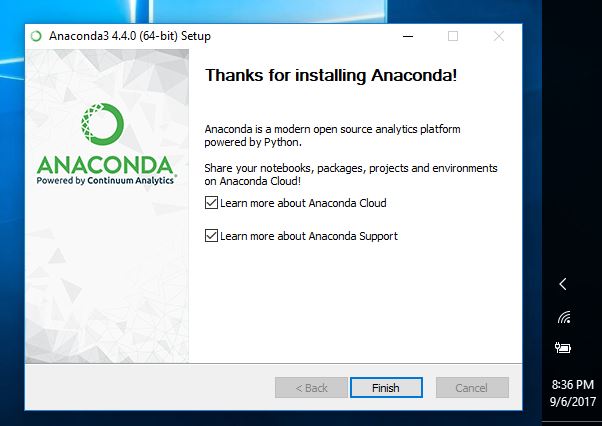 Anaconda3 4.4.0 (64-bit) Setup
Thanks for installing Anaconda!
ANACONDA
Powered by Continuum Analytics
Anaconda is a modern open source analytics platform
powered by Python.
Share your notebooks, packages, projects and environments
on Anaconda Cloud!
Learn more about Anaconda Cloud
Learn more about Anaconda Support
< Back
Finish
Cancel
8:36 PM
9/6/2017